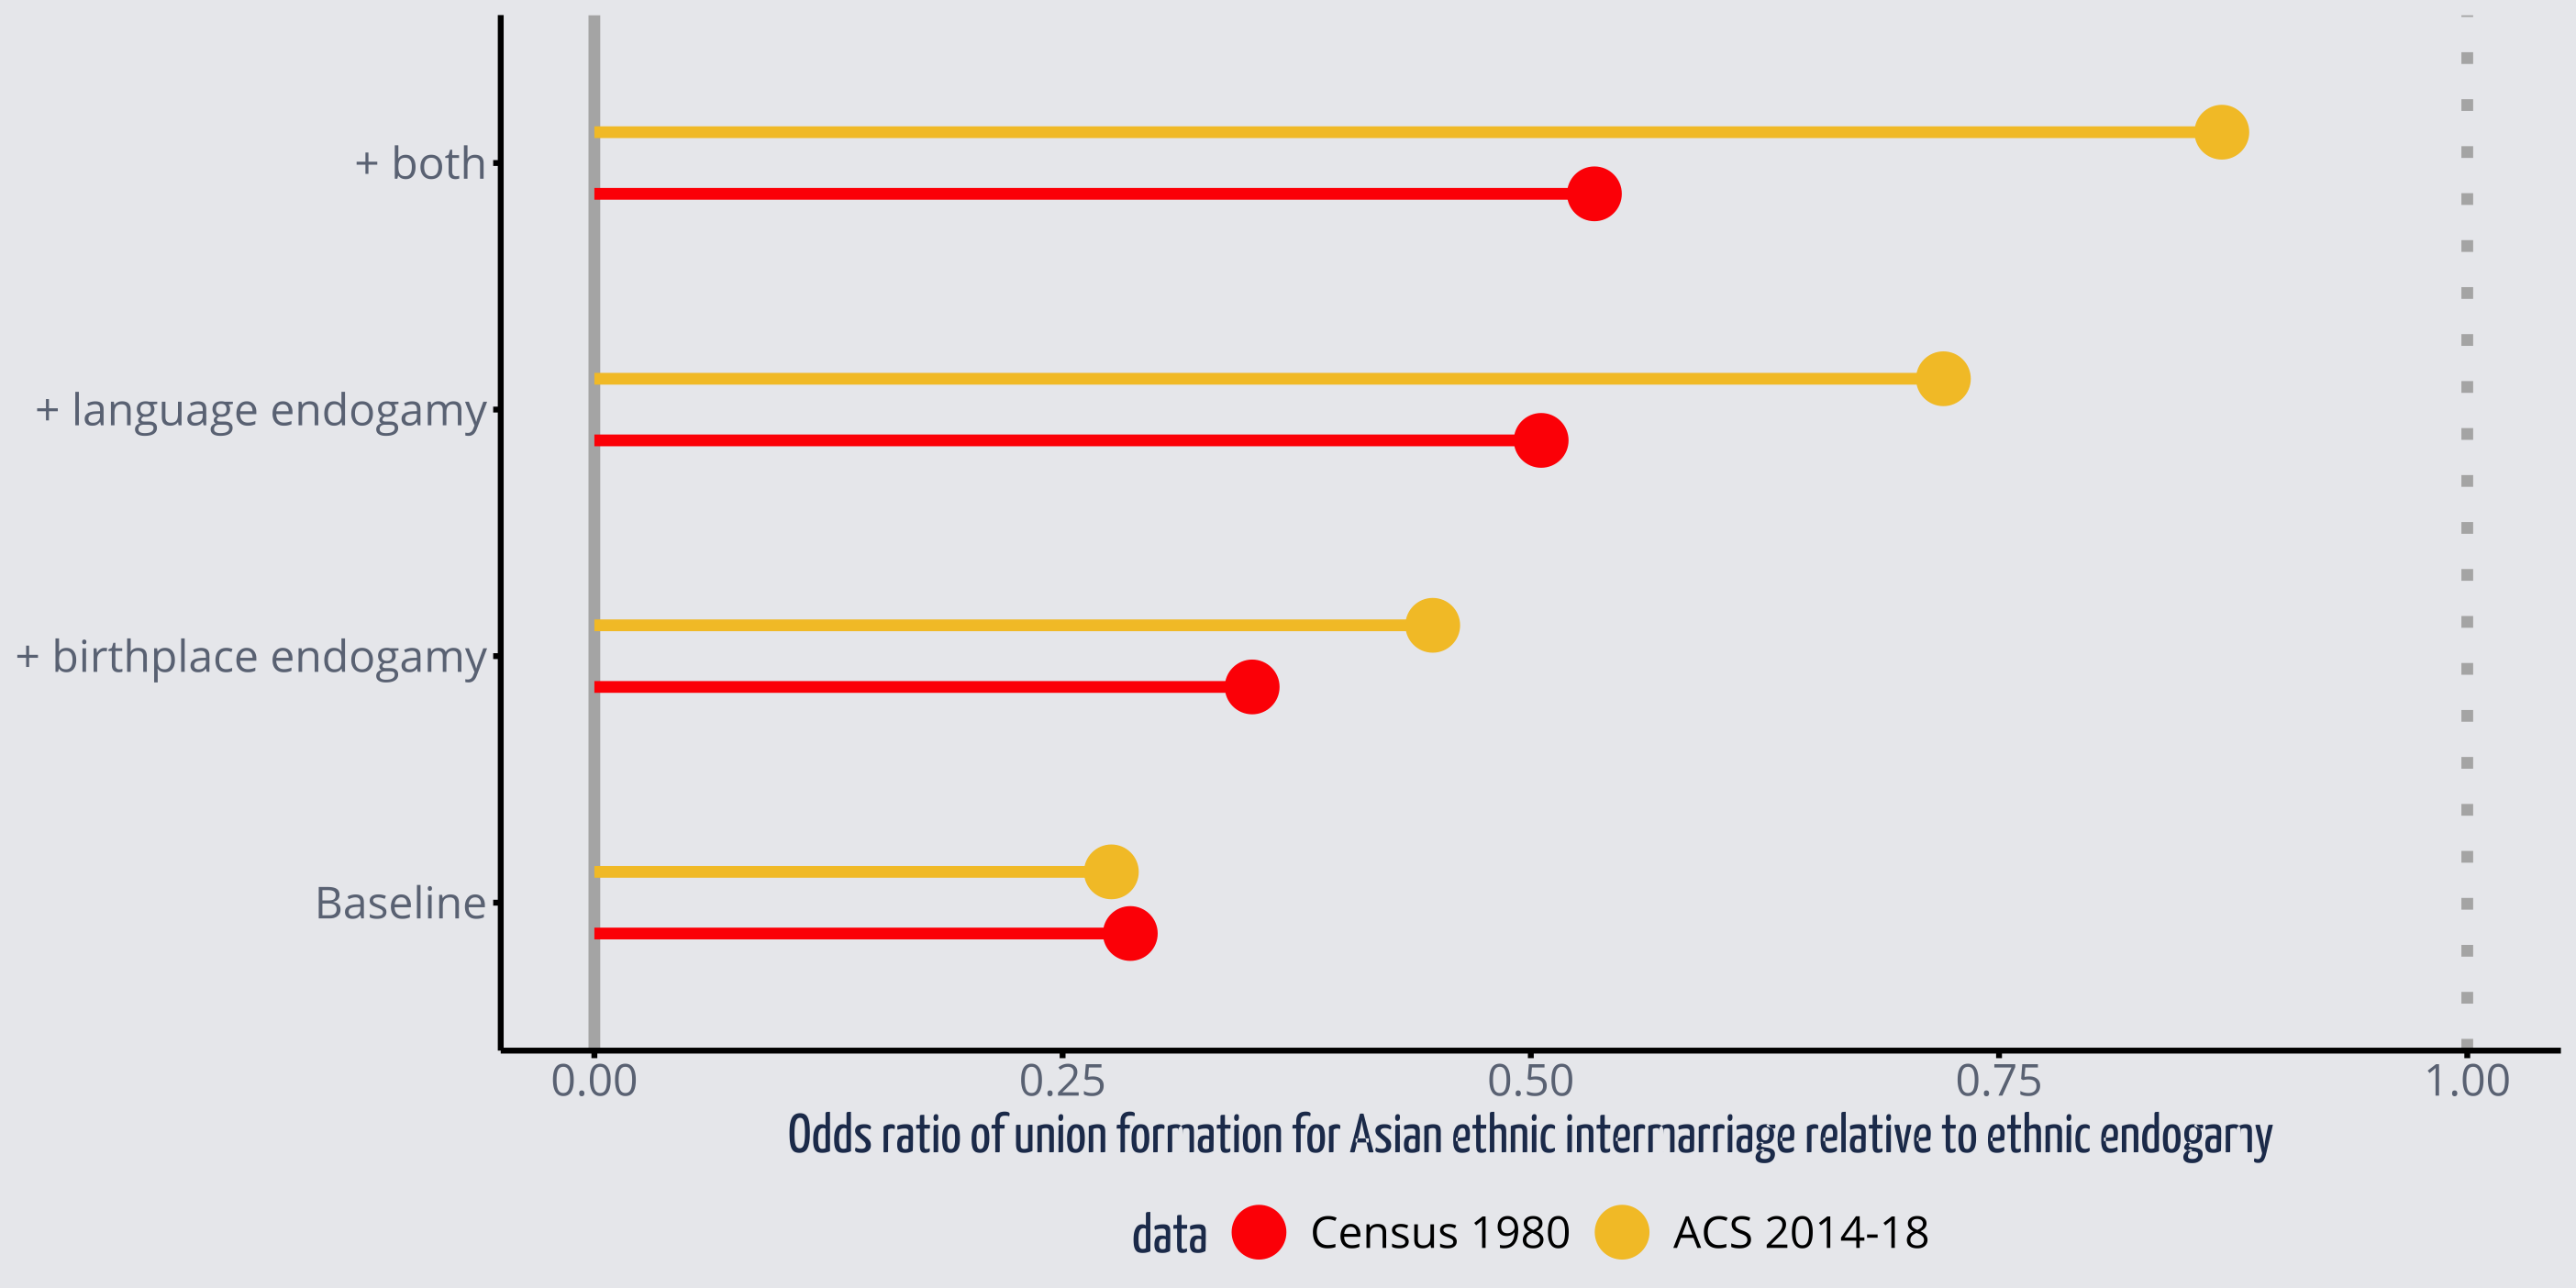 + both
+ language endogamy
+ birthplace endogamy
Baseline
0.00 0.25 0.50 0.75 1.00
Odds ratio of union formation for Asian ethnic intermarriage relative to ethnic endogamy
data Census 1980 ACS 2014-18